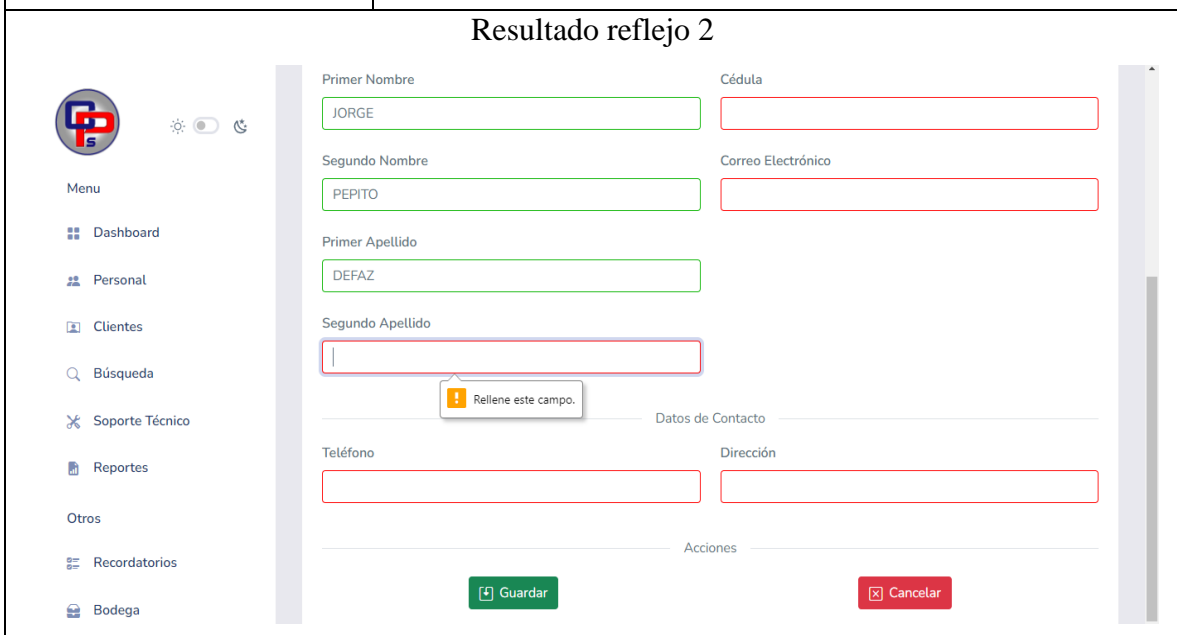 Resultado reflejo 2
CPs
Menu
Dashboard
Personal
Clientes
Búsqueda
Soporte Técnico
Reportes
Otros
Recordatorios
Bodega
Primer Nombre
JORGE
Segundo Nombre
PEPITO
Primer Apellido
DEFAZ
Segundo Apellido
Rellene este campo.
Cédula
Correo Electrónico
Datos de Contacto
Teléfono
Dirección
Acciones
Guardar
Cancelar